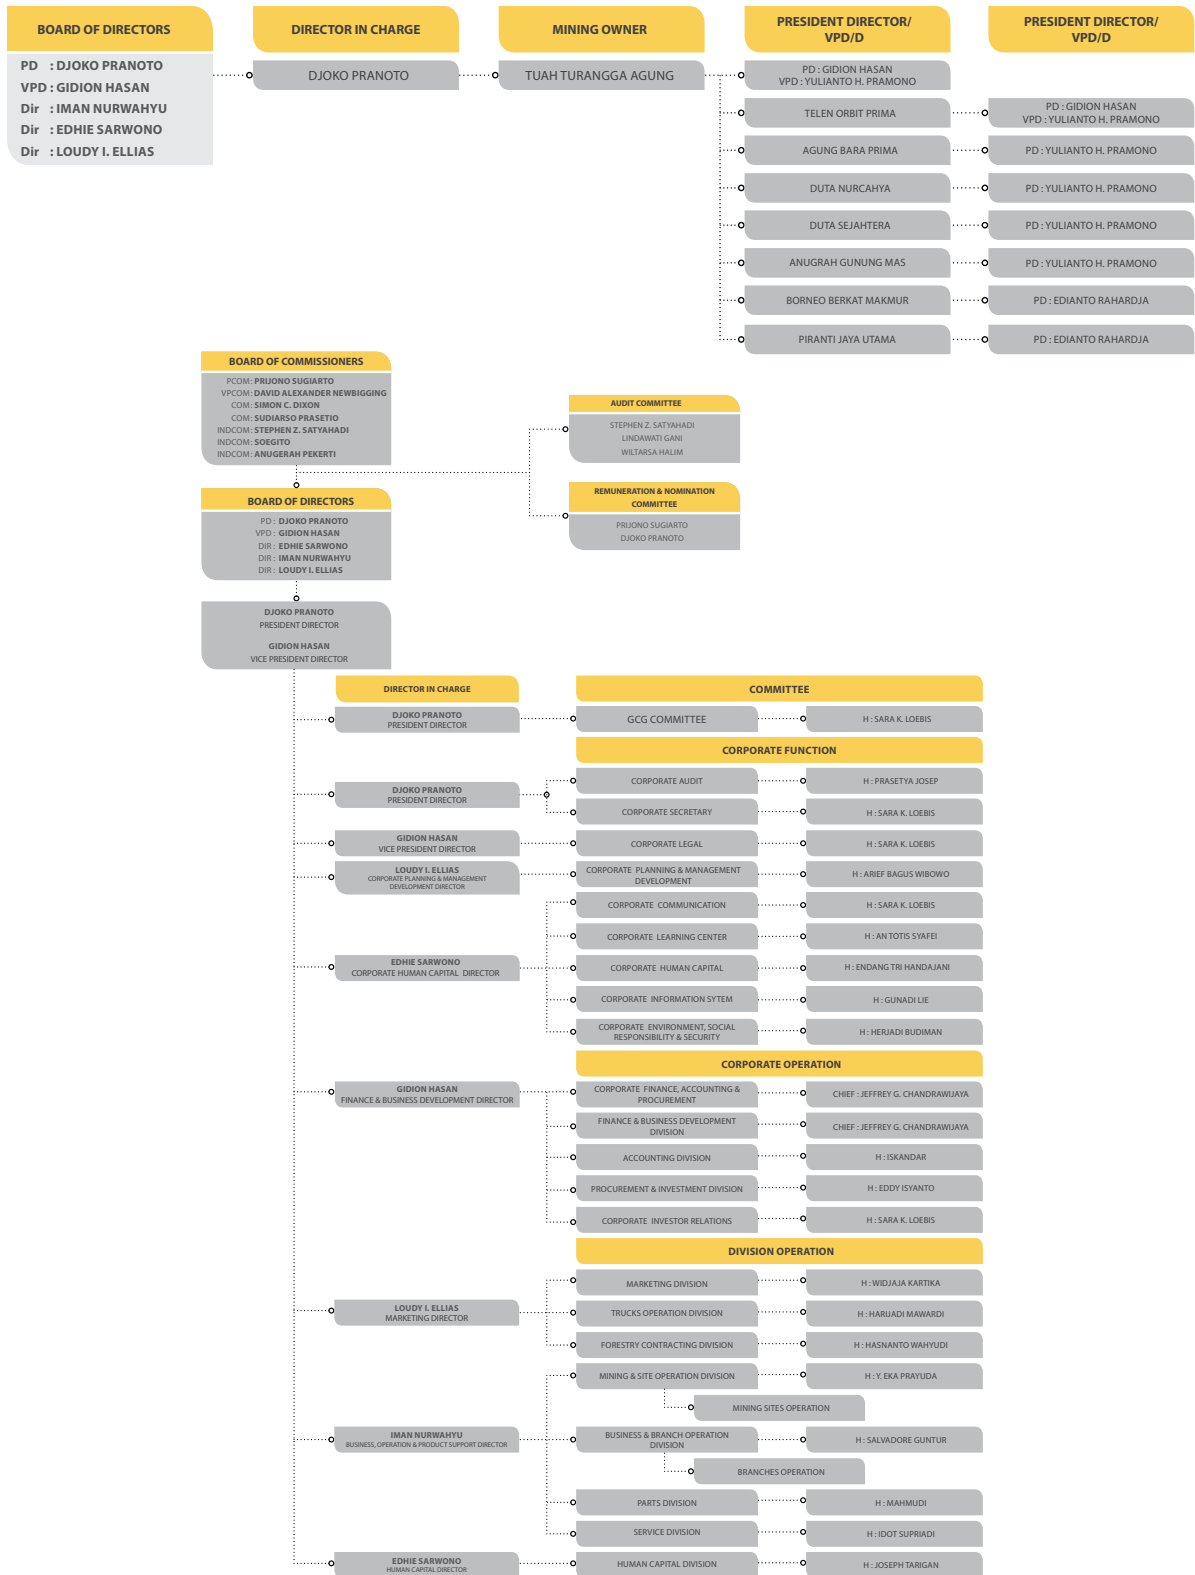 BOARD OF DIRECTORS
PD : DJOKO PRANOTO
VPD : GIDION HASAN
Dir : IMAN NURWAHYU
Dir : EDHIE SARWONO
Dir : LOUDY I. ELLIAS
DIRECTOR IN CHARGE
DJOKO PRANOTO
MINING OWNER
TUAH TURANGGA AGUNG
PRESIDENT DIRECTOR/
VPD/D
PD : GIDION HASAN
VPD : YULIANTO H. PRAMONO
PRESIDENT DIRECTOR/
VPD/D
TELEN ORBIT PRIMA
PD : GIDION HASAN
VPD : YULIANTO H. PRAMONO
AGUNG BARA PRIMA
PD : YULIANTO H. PRAMONO
DUTA NURCAHYA
PD : YULIANTO H. PRAMONO
DUTA SEJAHTERA
PD : YULIANTO H. PRAMONO
ANUGRAH GUNUNG MAS
PD : YULIANTO H. PRAMONO
BORNEO BERKAT MAKMUR
PD : EDIANTO RAHARDJA
PIRANTI JAYA UTAMA
PD : EDIANTO RAHARDJA
BOARD OF COMMISSIONERS
PCOM : PRIJONO SUGIARTO
VPCOM : DAVID ALEXANDER NEWBIGGING
COM : SIMON C. DIXON
COM : SUDIARSO PRASETIO
INDCOM : STEPHEN Z. SATYAHADI
INDCOM : SOEGITO
INDCOM : ANUGERAH PEKERTI
AUDIT COMMITTEE
STEPHEN Z. SATYAHADI
LINDAWATI GANI
WILTARSA HALIM
REMUNERATION & NOMINATION
COMMITTEE
PRIJONO SUGIARTO
DJOKO PRANOTO
BOARD OF DIRECTORS
PD : DJOKO PRANOTO
VPD : GIDION HASAN
DIR : EDHIE SARWONO
DIR : IMAN NURWAHYU
DIR : LOUDY I. ELLIAS
DJOKO PRANOTO
PRESIDENT DIRECTOR
GIDION HASAN
VICE PRESIDENT DIRECTOR
DIRECTOR IN CHARGE
COMMITTEE
DJOKO PRANOTO
PRESIDENT DIRECTOR
GCG COMMITTEE
H : SARA K. LOEBIS
CORPORATE FUNCTION
DJOKO PRANOTO
PRESIDENT DIRECTOR
CORPORATE AUDIT
H : PRASETYA JOSEP
CORPORATE SECRETARY
H : SARA K. LOEBIS
GIDION HASAN
VICE PRESIDENT DIRECTOR
CORPORATE LEGAL
H : SARA K. LOEBIS
LOUDY I. ELLIAS
CORPORATE PLANNING & MANAGEMENT
DEVELOPMENT DIRECTOR
CORPORATE PLANNING & MANAGEMENT
DEVELOPMENT
H : ARIEF BAGUS WIBOWO
CORPORATE COMMUNICATION
H : SARA K. LOEBIS
CORPORATE LEARNING CENTER
H : AN TOTIS SYAFEI
EDHIE SARWONO
CORPORATE HUMAN CAPITAL DIRECTOR
CORPORATE HUMAN CAPITAL
H : ENDANG TRI HANDAJANI
CORPORATE INFORMATION SYTEM
H : GUNADI LIE
CORPORATE ENVIRONMENT, SOCIAL
RESPONSIBILITY & SECURITY
H : HERJADI BUDIMAN
CORPORATE OPERATION
GIDION HASAN
FINANCE & BUSINESS DEVELOPMENT DIRECTOR
CORPORATE FINANCE, ACCOUNTING &
PROCUREMENT
CHIEF : JEFFREY G. CHANDRAWIJAYA
FINANCE & BUSINESS DEVELOPMENT
DIVISION
CHIEF : JEFFREY G. CHANDRAWIJAYA
ACCOUNTING DIVISION
H : ISKANDAR
PROCUREMENT & INVESTMENT DIVISION
H : EDDY ISYANTO
CORPORATE INVESTOR RELATIONS
H : SARA K. LOEBIS
DIVISION OPERATION
MARKETING DIVISION
H : WIDJAJA KARTIKA
LOUDY I. ELLIAS
MARKETING DIRECTOR
TRUCKS OPERATION DIVISION
H : HARIJADI MAWARDI
FORESTRY CONTRACTING DIVISION
H : HASNANTO WAHYUDI
MINING & SITE OPERATION DIVISION
H : Y. EKA PRAYUDA
MINING SITES OPERATION
IMAN NURWAHYU
BUSINESS, OPERATION & PRODUCT SUPPORT DIRECTOR
BUSINESS & BRANCH OPERATION
DIVISION
H : SALVADORE GUNTUR
BRANCHES OPERATION
PARTS DIVISION
H : MAHMUDI
SERVICE DIVISION
H : IDOT SUPRIADI
EDHIE SARWONO
HUMAN CAPITAL DIRECTOR
HUMAN CAPITAL DIVISION
H : JOSEPH TARIGAN